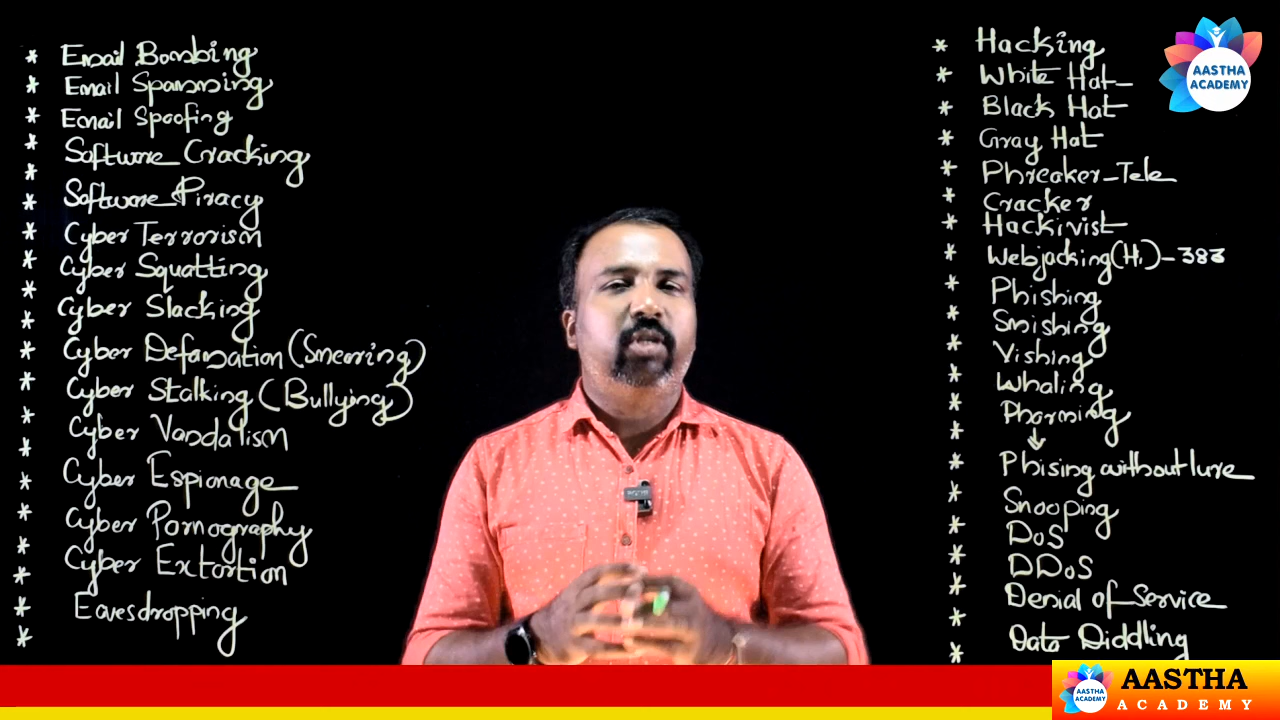 * Email Bombing
* Email Spamming
* Email Spoofing
* Software Cracking
* Software Piracy
* Cyber Terrorism
* Cyber Squatting
* Cyber Slacking
* Cyber Defamation (Smearing)
* Cyber Stalking (Bullying)
* Cyber Vandalism
* Cyber Espionage
* Cyber Pornography
* Cyber Extortion
* Eavesdropping
* Hacking
* White Hat
* Black Hat
* Gray Hat
* Phreaker-Tele
Cracker
* Hackivist
* Webjacking(Hi)-383
* Phishing
* Smishing
* Vishing
* Whaling
* Pharming
↓
* Phising without lure
* Snooping
* DoS
* DDoS
* Denial of Service
* Data Diddling
AASTHA
ACADEMY
AASTHA
ACADEMY
AASTHA
ACADEMY